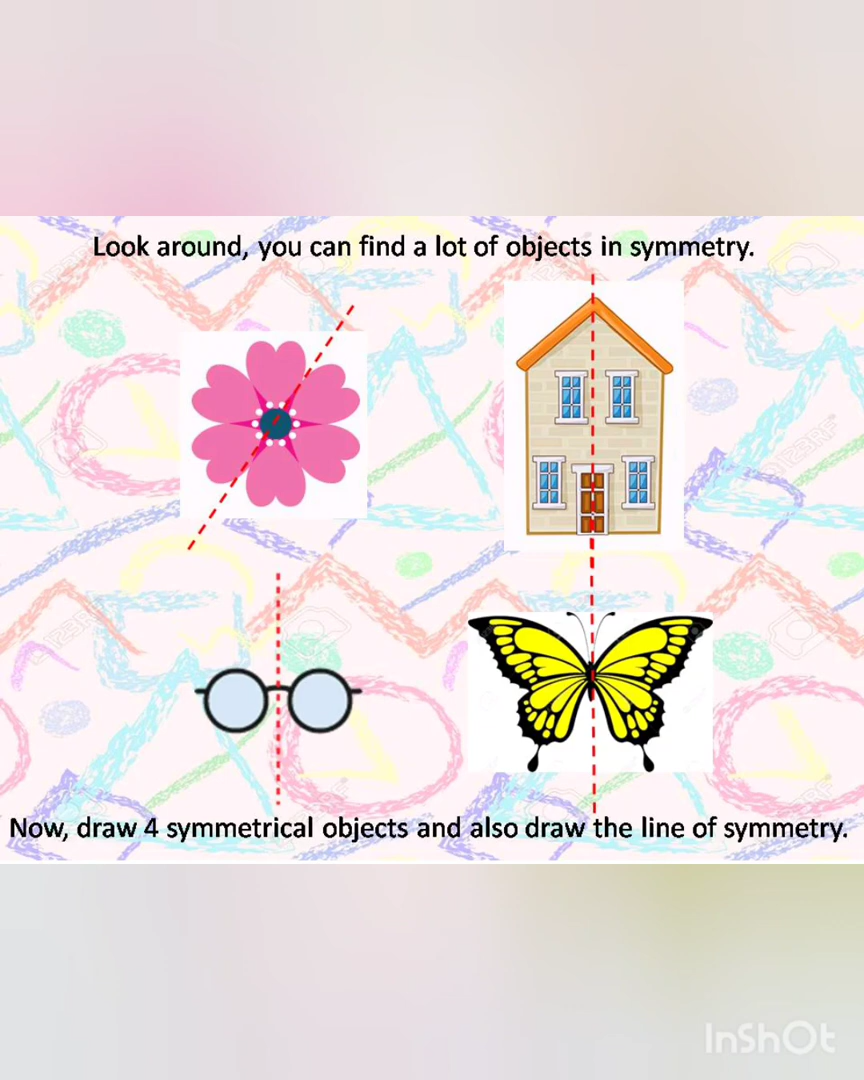 Look around, you can find a lot of objects in symmetry.
Now, draw 4 symmetrical objects and also draw the line of symmetry.
InShOt